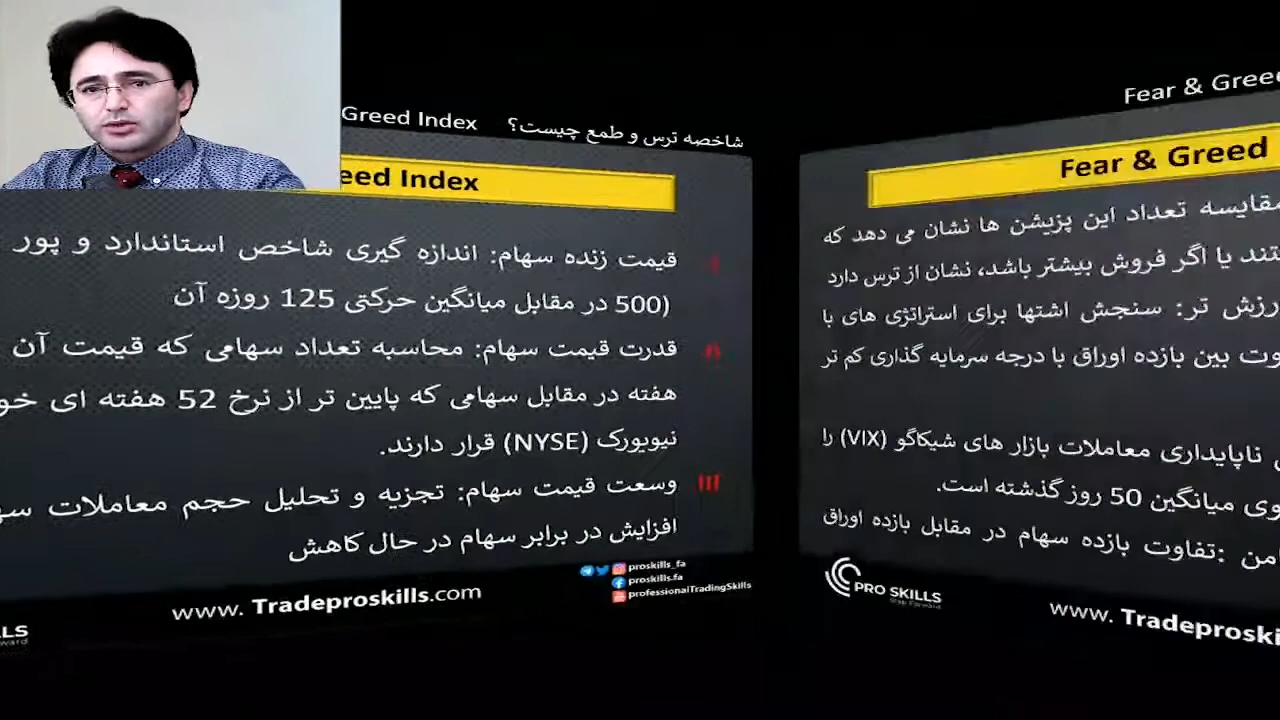 Greed Index شاخصه ترس و طمع چیست؟
eed Index
I قیمت زنده سهام: اندازه گیری شاخص استاندارد و پور
500) در مقابل میانگین حرکتی 125 روزه آن
II قدرت قیمت سهام: محاسبه تعداد سهامی که قیمت آن
هفته در مقابل سهامی که پایین تر از نرخ 52 هفته ای
نیویورک (NYSE) قرار دارند.
III وسعت قیمت سهام: تجزیه و تحلیل حجم معاملات
افزایش در برابر سهام در حال کاهش
proskills_fa
proskills.fa
professionalTradingSkills
www. Tradeproskills.com
Fear & Greed
Fear & Greed
مقایسه تعداد این پزیشن ها نشان می دهد که
یا اگر فروش بیشتر باشد، نشان از ترس دارد
تر: سنجش اشتها برای استراتژی های با
بین بازده اوراق با درجه سرمایه گذاری کم تر
ناپایداری معاملات بازار های شیکاگو (VIX) را
میانگین 50 روز گذشته است.
تفاوت بازده سهام در مقابل بازده اوراق
PRO SKILLS
www. Tradeproski